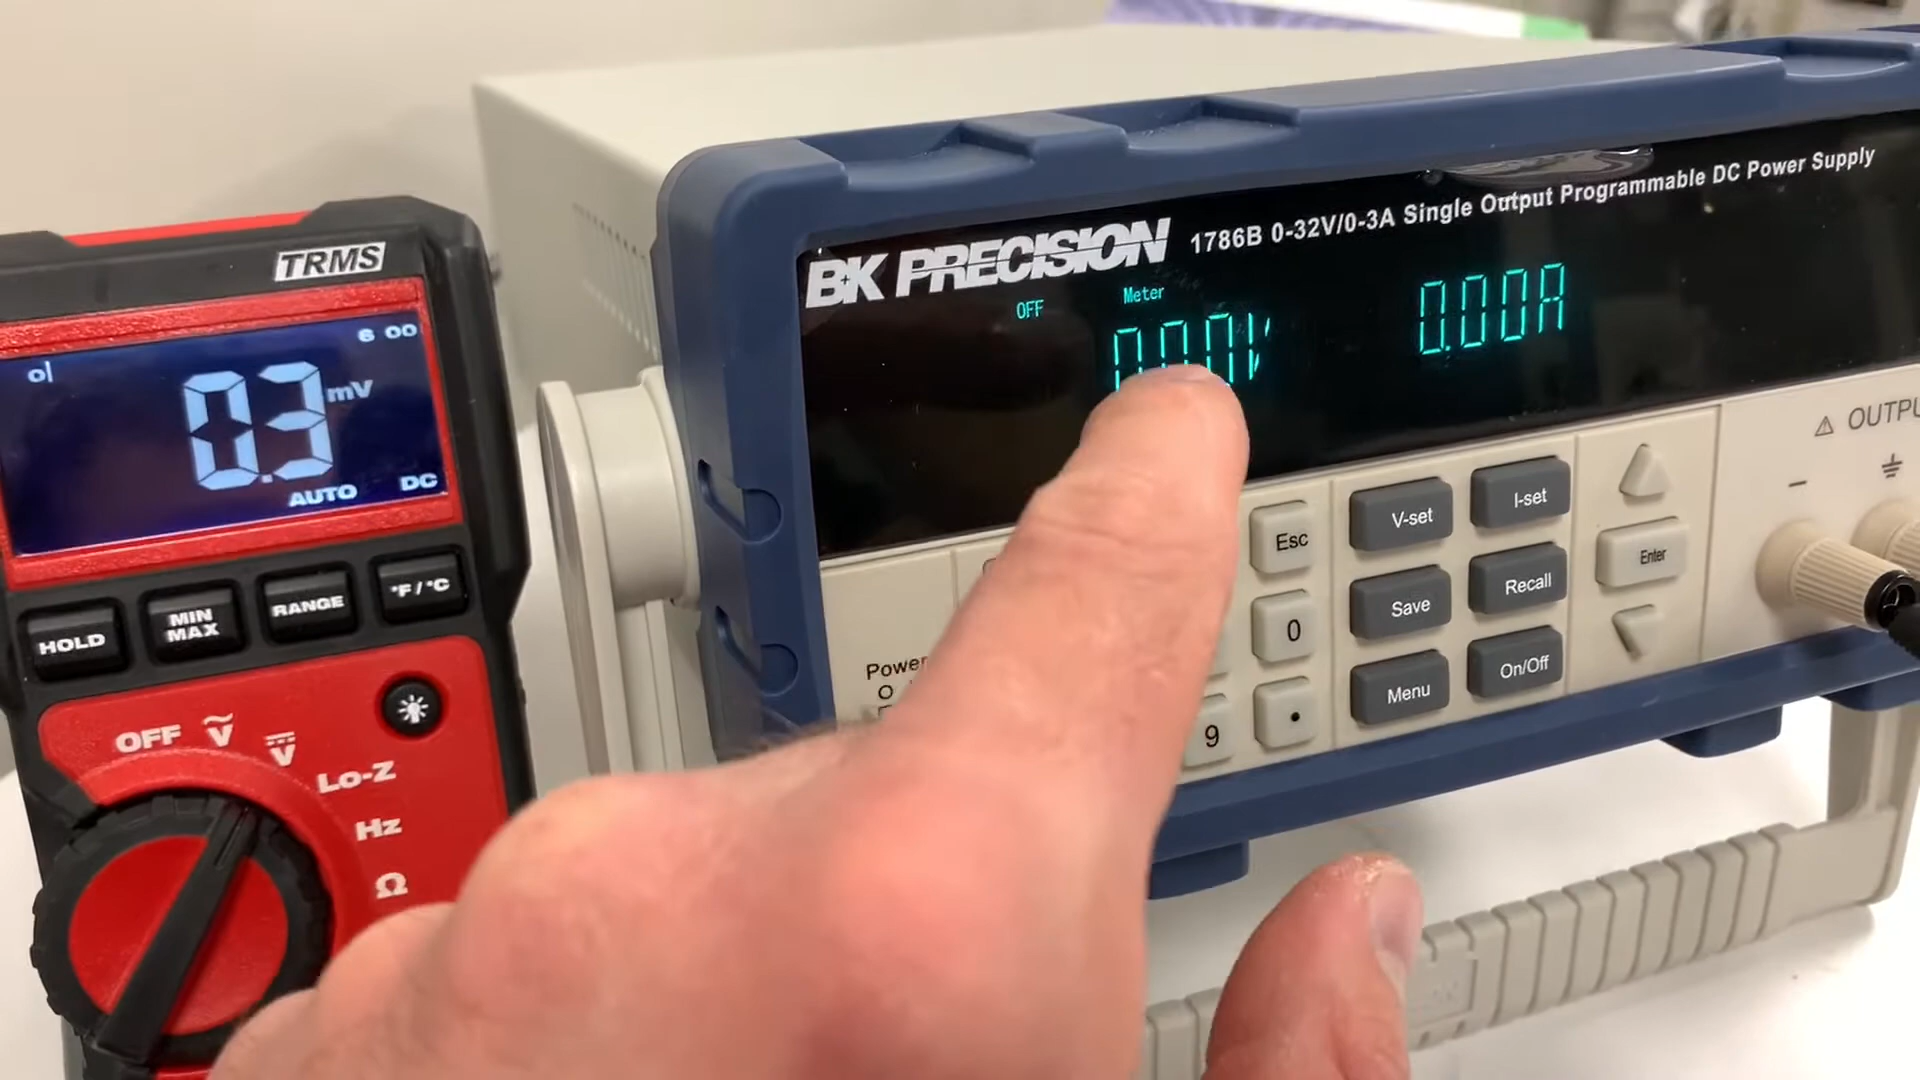 TRMS
6 00
0.3 mV
AUTO DC
HOLD
MIN MAX
RANGE
°F / °C
OFF
Ṽ
V
Lo-Z
Hz
Ω
BK PRECISION
1786B 0-32V/0-3A Single Output Programmable DC Power Supply
OFF Meter
0.00V 0.00A
Power
Esc
0
9
.
V-set
I-set
Save
Recall
Menu
On/Off
Enter